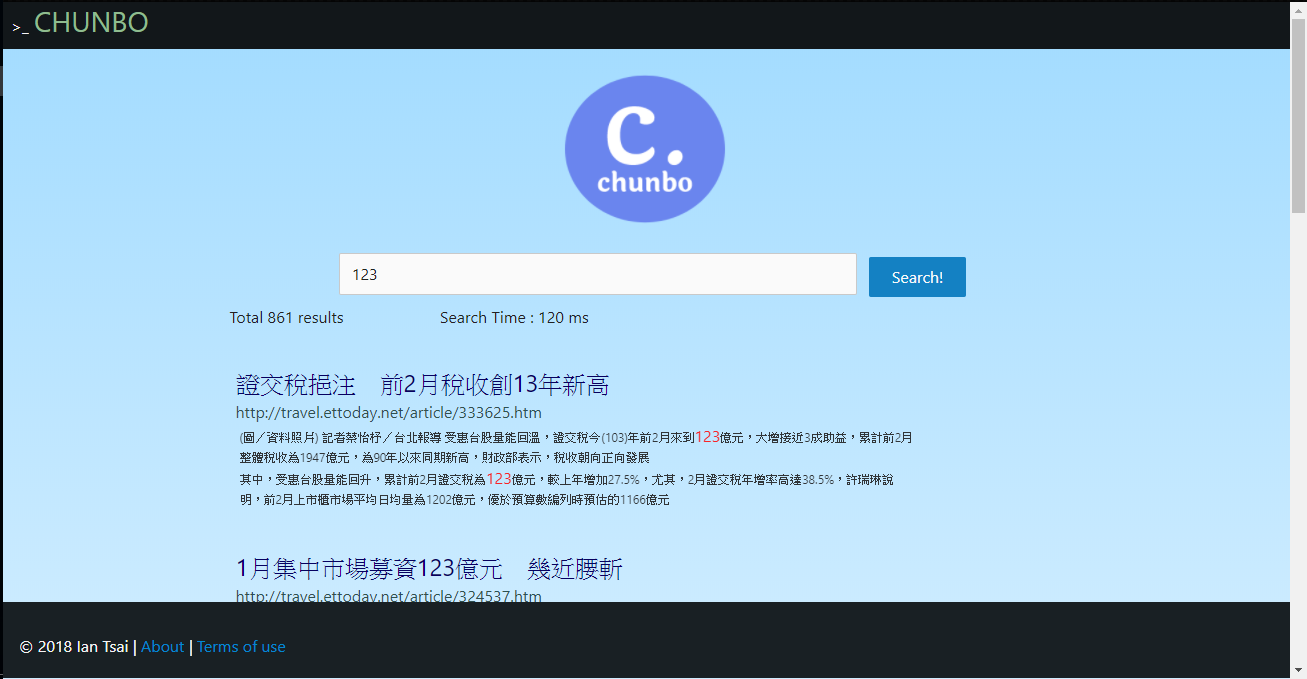 >_ CHUNBO
C.
chunbo
123
Search!
Total 861 results
Search Time : 120 ms
證交稅挹注　前2月稅收創13年新高
http://travel.ettoday.net/article/333625.htm
(圖／資料照片) 記者蔡怡杼／台北報導 受惠台股量能回溫，證交稅今(103)年前2月來到123億元，大增接近3成助益，累計前2月
整體稅收為1947億元，為90年以來同期新高，財政部表示，稅收朝向正向發展
其中，受惠台股量能回升，累計前2月證交稅為123億元，較上年增加27.5%，尤其，2月證交稅年增率高達38.5%，許瑞琳說
明，前2月上市櫃市場平均日均量為1202億元，優於預算數編列時預估的1166億元
1月集中市場募資123億元　幾近腰斬
http://travel.ettoday.net/article/324537.htm
© 2018 Ian Tsai | About | Terms of use